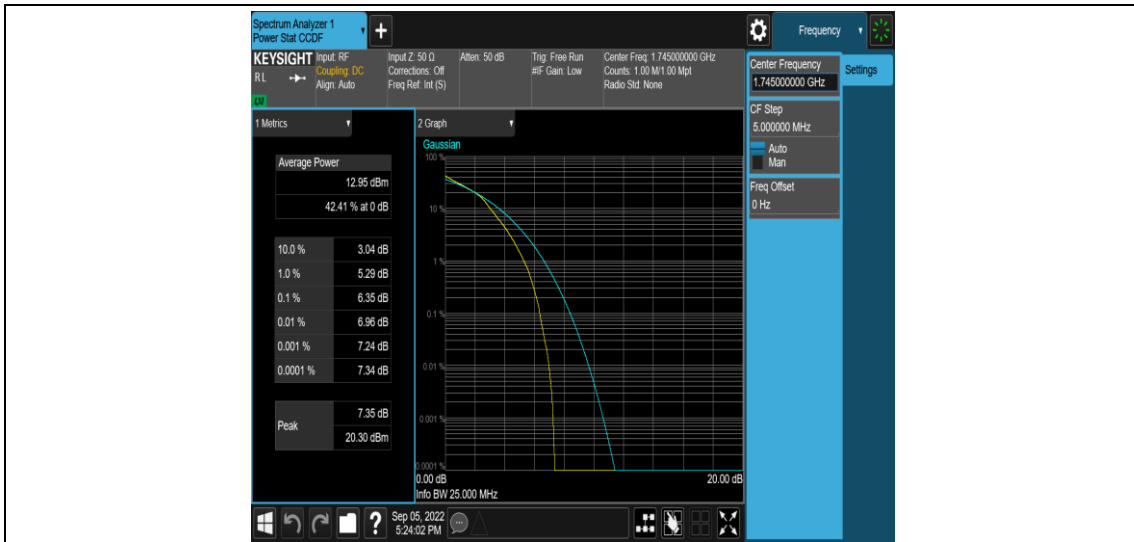 Spectrum Analyzer 1
Power Stat CCDF
+
Frequency
KEYSIGHT Input: RF Input Z: 50 Ω Atten: 50 dB Trig: Free Run Center Freq: 1.745000000 GHz
RL Coupling: DC Corrections: Off #IF Gain: Low Counts: 1.00 M/1.00 Mpt
Align: Auto Freq Ref: Int (S) Radio Std: None
Center Frequency
1.745000000 GHz
Settings
CF Step
5.000000 MHz
Auto
Man
Freq Offset
0 Hz
1 Metrics
Average Power
12.95 dBm
42.41 % at 0 dB
10.0 % 3.04 dB
1.0 % 5.29 dB
0.1 % 6.35 dB
0.01 % 6.96 dB
0.001 % 7.24 dB
0.0001 % 7.34 dB
Peak 7.35 dB
20.30 dBm
2 Graph
Gaussian
100 %
10 %
1 %
0.1 %
0.01 %
0.001 %
0.0001 %
0.00 dB 20.00 dB
Info BW 25.000 MHz
?
Sep 05, 2022
5:24:02 PM